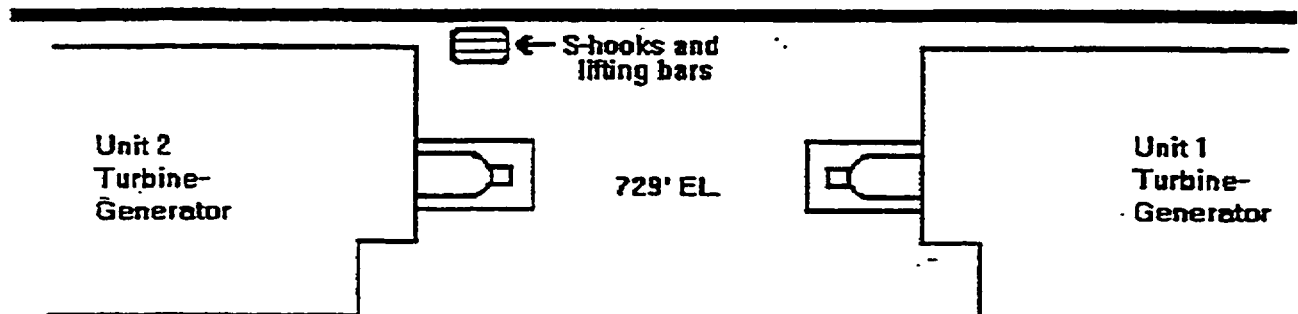 S-hooks and
lifting bars
Unit 2
Turbine-
Generator
729' EL
Unit 1
Turbine-
Generator